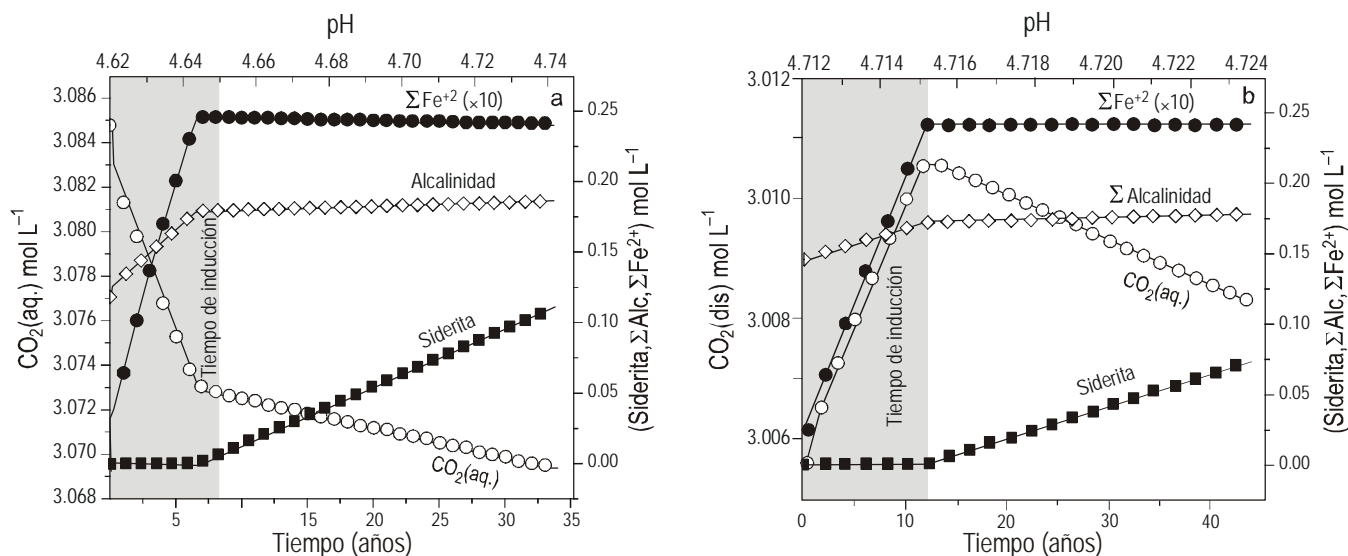 pH
4.62 4.64 4.66 4.68 4.70 4.72 4.74
CO₂(aq.) mol L⁻¹
3.086
3.084
3.081
3.080
3.078
3.076
3.074
3.072
3.070
3.068
ΣFe⁺² (×10)
a
Alcalinidad
Tiempo de inducción
Siderita
CO₂(aq.)
0.25
0.20
0.15
0.10
0.05
0.00
(Siderita,ΣAlc,ΣFe²⁺) mol L⁻¹
5 10 15 20 25 30 35
Tiempo (años)
pH
4.712 4.714 4.716 4.718 4.720 4.722 4.724
CO₂(dis) mol L⁻¹
3.012
3.010
3.008
3.006
ΣFe⁺² (×10)
b
Σ Alcalinidad
Tiempo de inducción
CO₂(aq.)
Siderita
0.25
0.20
0.15
0.10
0.05
0.00
(Siderita,ΣAlc,ΣFe²⁺) mol L⁻¹
0 10 20 30 40
Tiempo (años)